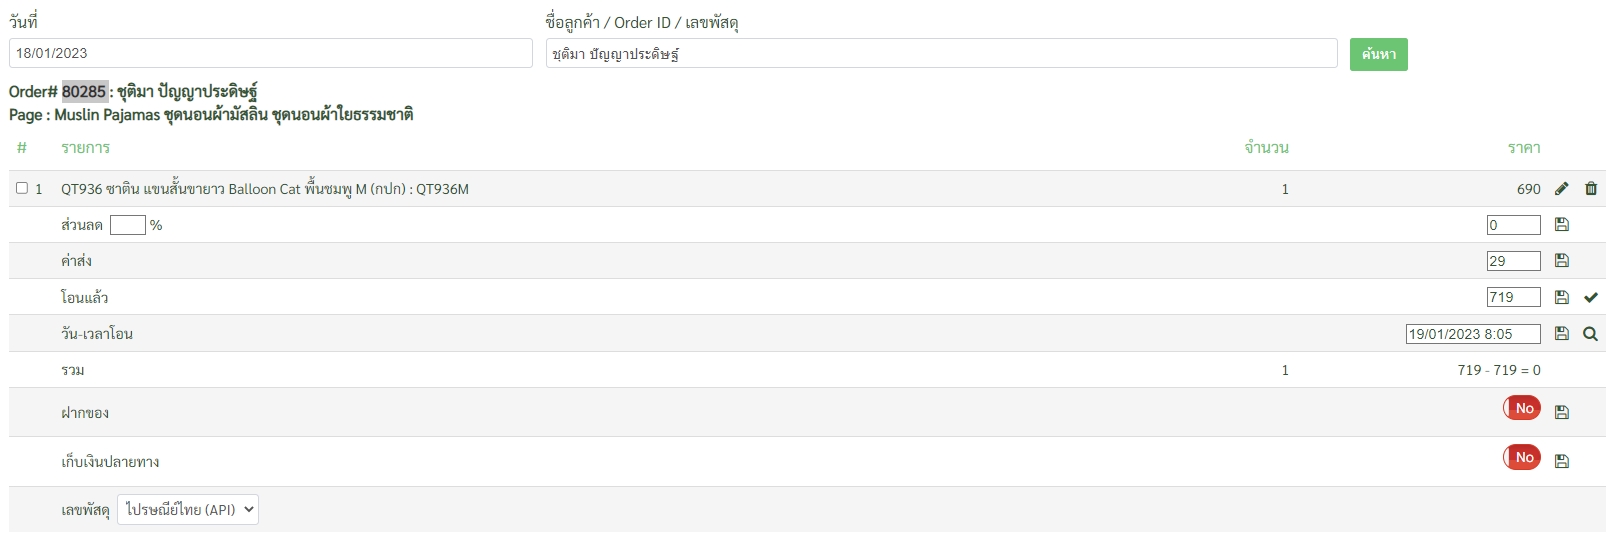 วันที่ ชื่อลูกค้า / Order ID / เลขพัสดุ
18/01/2023 ชุติมา ปัญญาประดิษฐ์ ค้นหา
Order# 80285 : ชุติมา ปัญญาประดิษฐ์
Page : Muslin Pajamas ชุดนอนผ้ามัสลิน ชุดนอนผ้าใยธรรมชาติ
# รายการ จำนวน ราคา
1 QT936 ซาติน แขนสั้นขายาว Balloon Cat พื้นชมพู M (กปก) : QT936M 1 690
ส่วนลด % 0
ค่าส่ง 29
โอนแล้ว 719
วัน-เวลาโอน 19/01/2023 8:05
รวม 1 719 - 719 = 0
ฝากของ No
เก็บเงินปลายทาง No
เลขพัสดุ ไปรษณีย์ไทย (API)